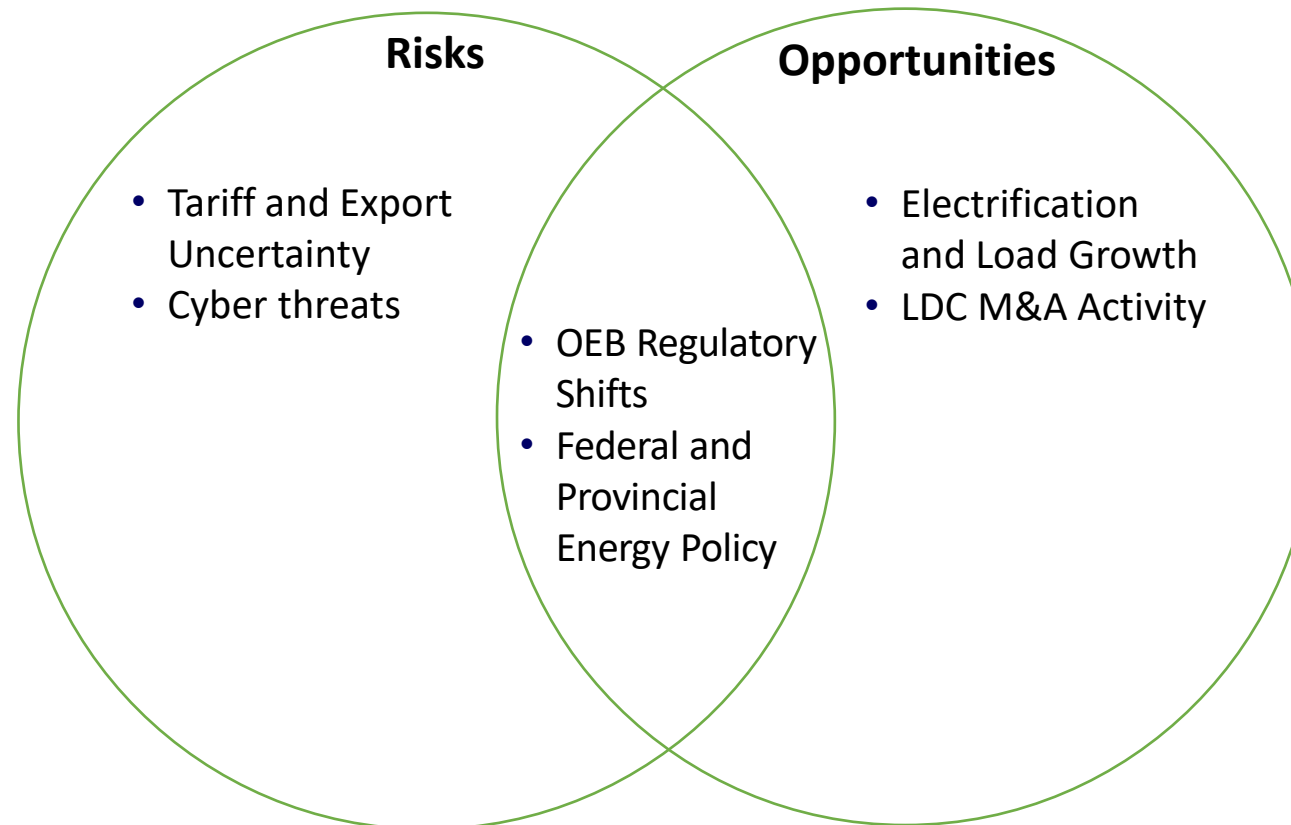 Risks
• Tariff and Export
Uncertainty
• Cyber threats
• OEB Regulatory
Shifts
• Federal and
Provincial
Energy Policy
Opportunities
• Electrification
and Load Growth
• LDC M&A Activity